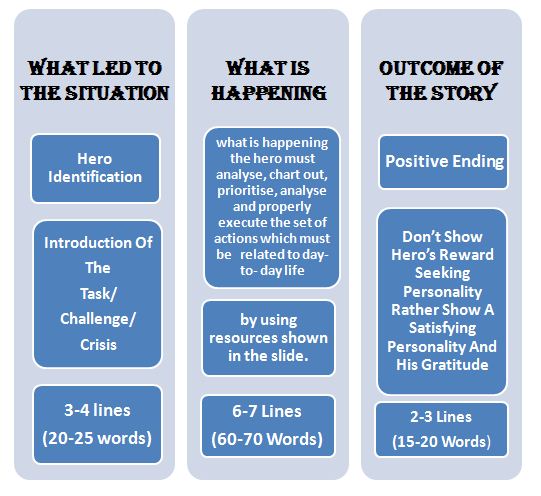 WHAT LED TO
THE SITUATION
Hero
Identification
Introduction Of
The
Task/
Challenge/
Crisis
3-4 lines
(20-25 words)
WHAT IS
HAPPENING
what is happening
the hero must
analyse, chart out,
prioritise, analyse
and properly
execute the set of
actions which must
be related to day-
to- day life
by using
resources shown
in the slide.
6-7 Lines
(60-70 Words)
OUTCOME OF
THE STORY
Positive Ending
Don’t Show
Hero’s Reward
Seeking
Personality
Rather Show A
Satisfying
Personality And
His Gratitude
2-3 Lines
(15-20 Words)